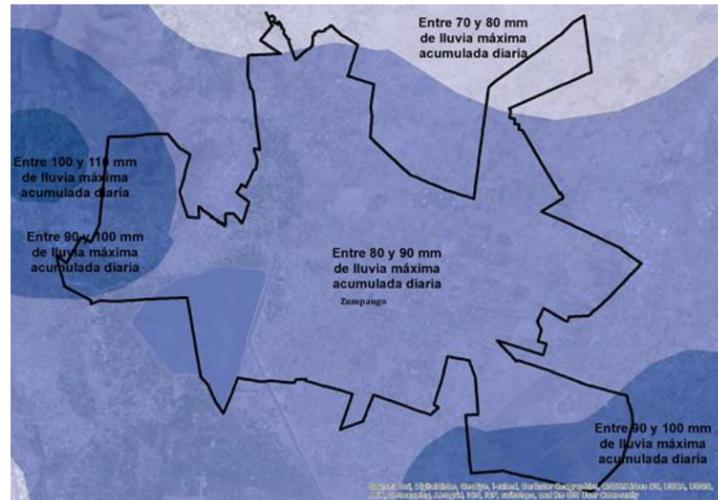 Entre 70 y 80 mm
de lluvia máxima
acumulada diaria
Entre 100 y 110 mm
de lluvia máxima
acumulada diaria
Entre 90 y 100 mm
de lluvia máxima
acumulada diaria
Entre 80 y 90 mm
de lluvia máxima
acumulada diaria
Zumpango
Entre 90 y 100 mm
de lluvia máxima
acumulada diaria